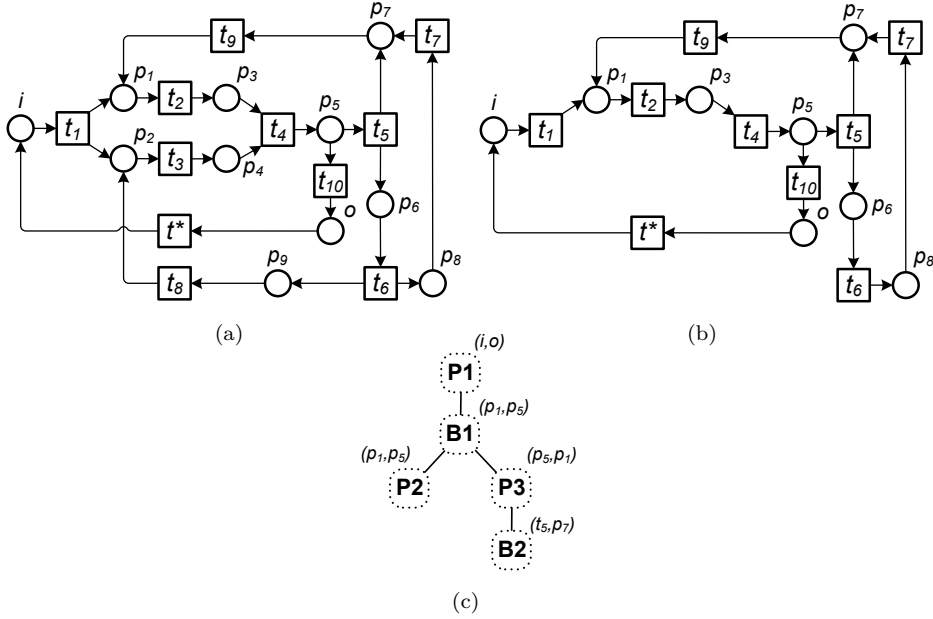 p7 p7
t9 t7 t9 t7
p1 p3 p1 p3
i t2 p5 i t2 p5
t1 p2 t4 t5 t1 t4 t5
t3 p4 t10 t10
p6 p6
t* o t* o
p9 p8 p8
t8 t6 t6
(a) (b)
(i,o)
P1
(p1,p5)
B1
(p1,p5) (p5,p1)
P2 P3
(t5,p7)
B2
(c)